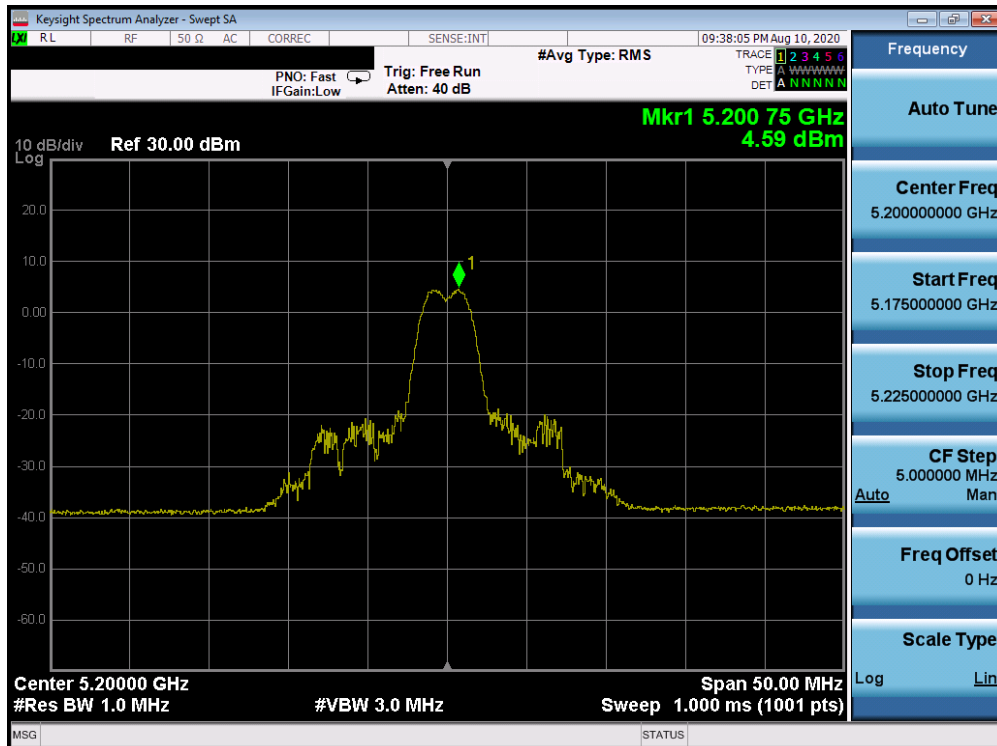 Keysight Spectrum Analyzer - Swept SA
LXI RL RF 50 Ω AC CORREC SENSE:INT 09:38:05 PM Aug 10, 2020
PNO: Fast
IFGain:Low
Trig: Free Run
Atten: 40 dB
#Avg Type: RMS
TRACE 1 2 3 4 5 6
TYPE A WWWWW
DET A N N N N N
Frequency
Mkr1 5.200 75 GHz
4.59 dBm
10 dB/div Ref 30.00 dBm
Log
20.0
10.0
0.00
-10.0
-20.0
-30.0
-40.0
-50.0
-60.0
1
Center 5.20000 GHz
Span 50.00 MHz
#Res BW 1.0 MHz
#VBW 3.0 MHz
Sweep 1.000 ms (1001 pts)
Auto Tune
Center Freq
5.200000000 GHz
Start Freq
5.175000000 GHz
Stop Freq
5.225000000 GHz
CF Step
5.000000 MHz
Auto Man
Freq Offset
0 Hz
Scale Type
Log Lin
MSG STATUS